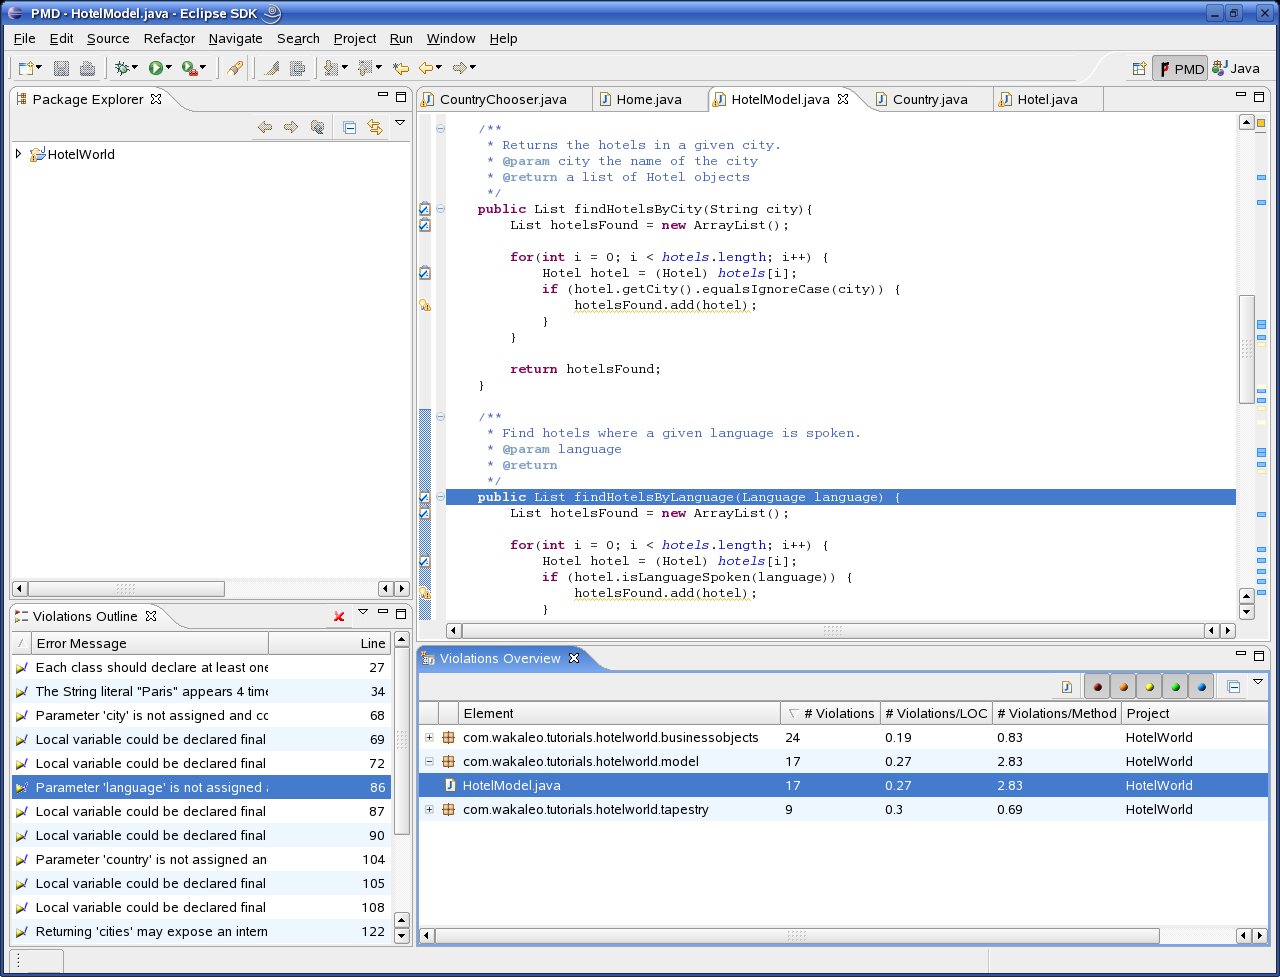 PMD - HotelModel.java - Eclipse SDK
File Edit Source Refactor Navigate Search Project Run Window Help
PMD Java
Package Explorer
HotelWorld
CountryChooser.java Home.java HotelModel.java Country.java Hotel.java
/**
* Returns the hotels in a given city.
* @param city the name of the city
* @return a list of Hotel objects
*/
public List findHotelsByCity(String city){
List hotelsFound = new ArrayList();
for(int i = 0; i < hotels.length; i++) {
Hotel hotel = (Hotel) hotels[i];
if (hotel.getCity().equalsIgnoreCase(city)) {
hotelsFound.add(hotel);
}
}
return hotelsFound;
}
/**
* Find hotels where a given language is spoken.
* @param language
* @return
*/
public List findHotelsByLanguage(Language language) {
List hotelsFound = new ArrayList();
for(int i = 0; i < hotels.length; i++) {
Hotel hotel = (Hotel) hotels[i];
if (hotel.isLanguageSpoken(language)) {
hotelsFound.add(hotel);
}
Violations Outline
Error Message Line
Each class should declare at least one 27
The String literal "Paris" appears 4 time 34
Parameter 'city' is not assigned and co 68
Local variable could be declared final 69
Local variable could be declared final 72
Parameter 'language' is not assigned 86
Local variable could be declared final 87
Local variable could be declared final 90
Parameter 'country' is not assigned an 104
Local variable could be declared final 105
Local variable could be declared final 108
Returning 'cities' may expose an intern 122
Violations Overview
Element # Violations # Violations/LOC # Violations/Method Project
com.wakaleo.tutorials.hotelworld.businessobjects 24 0.19 0.83 HotelWorld
com.wakaleo.tutorials.hotelworld.model 17 0.27 2.83 HotelWorld
HotelModel.java 17 0.27 2.83 HotelWorld
com.wakaleo.tutorials.hotelworld.tapestry 9 0.3 0.69 HotelWorld